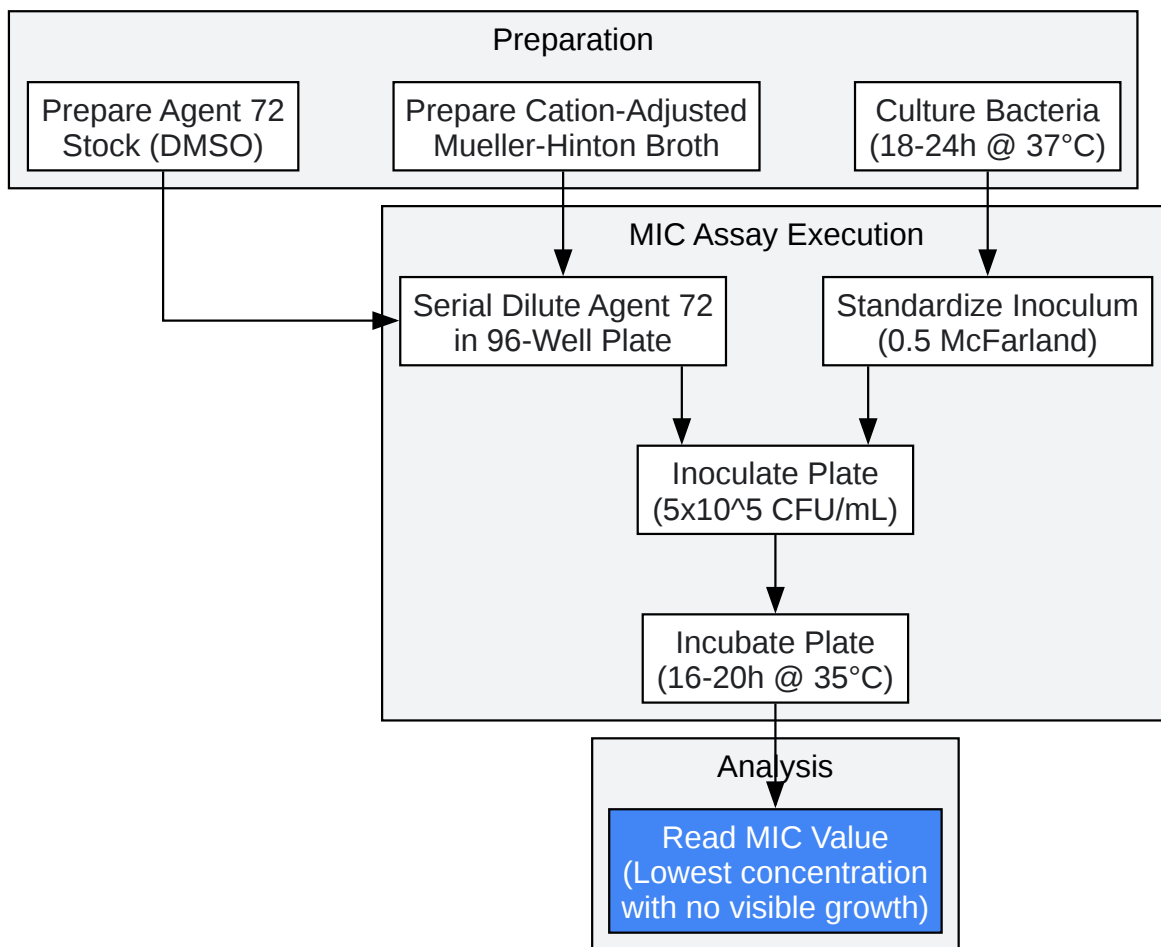 Preparation
Prepare Agent 72
Stock (DMSO)
Prepare Cation-Adjusted
Mueller-Hinton Broth
Culture Bacteria
(18-24h @ 37°C)
MIC Assay Execution
Serial Dilute Agent 72
in 96-Well Plate
Standardize Inoculum
(0.5 McFarland)
Inoculate Plate
(5x10^5 CFU/mL)
Incubate Plate
(16-20h @ 35°C)
Analysis
Read MIC Value
(Lowest concentration
with no visible growth)